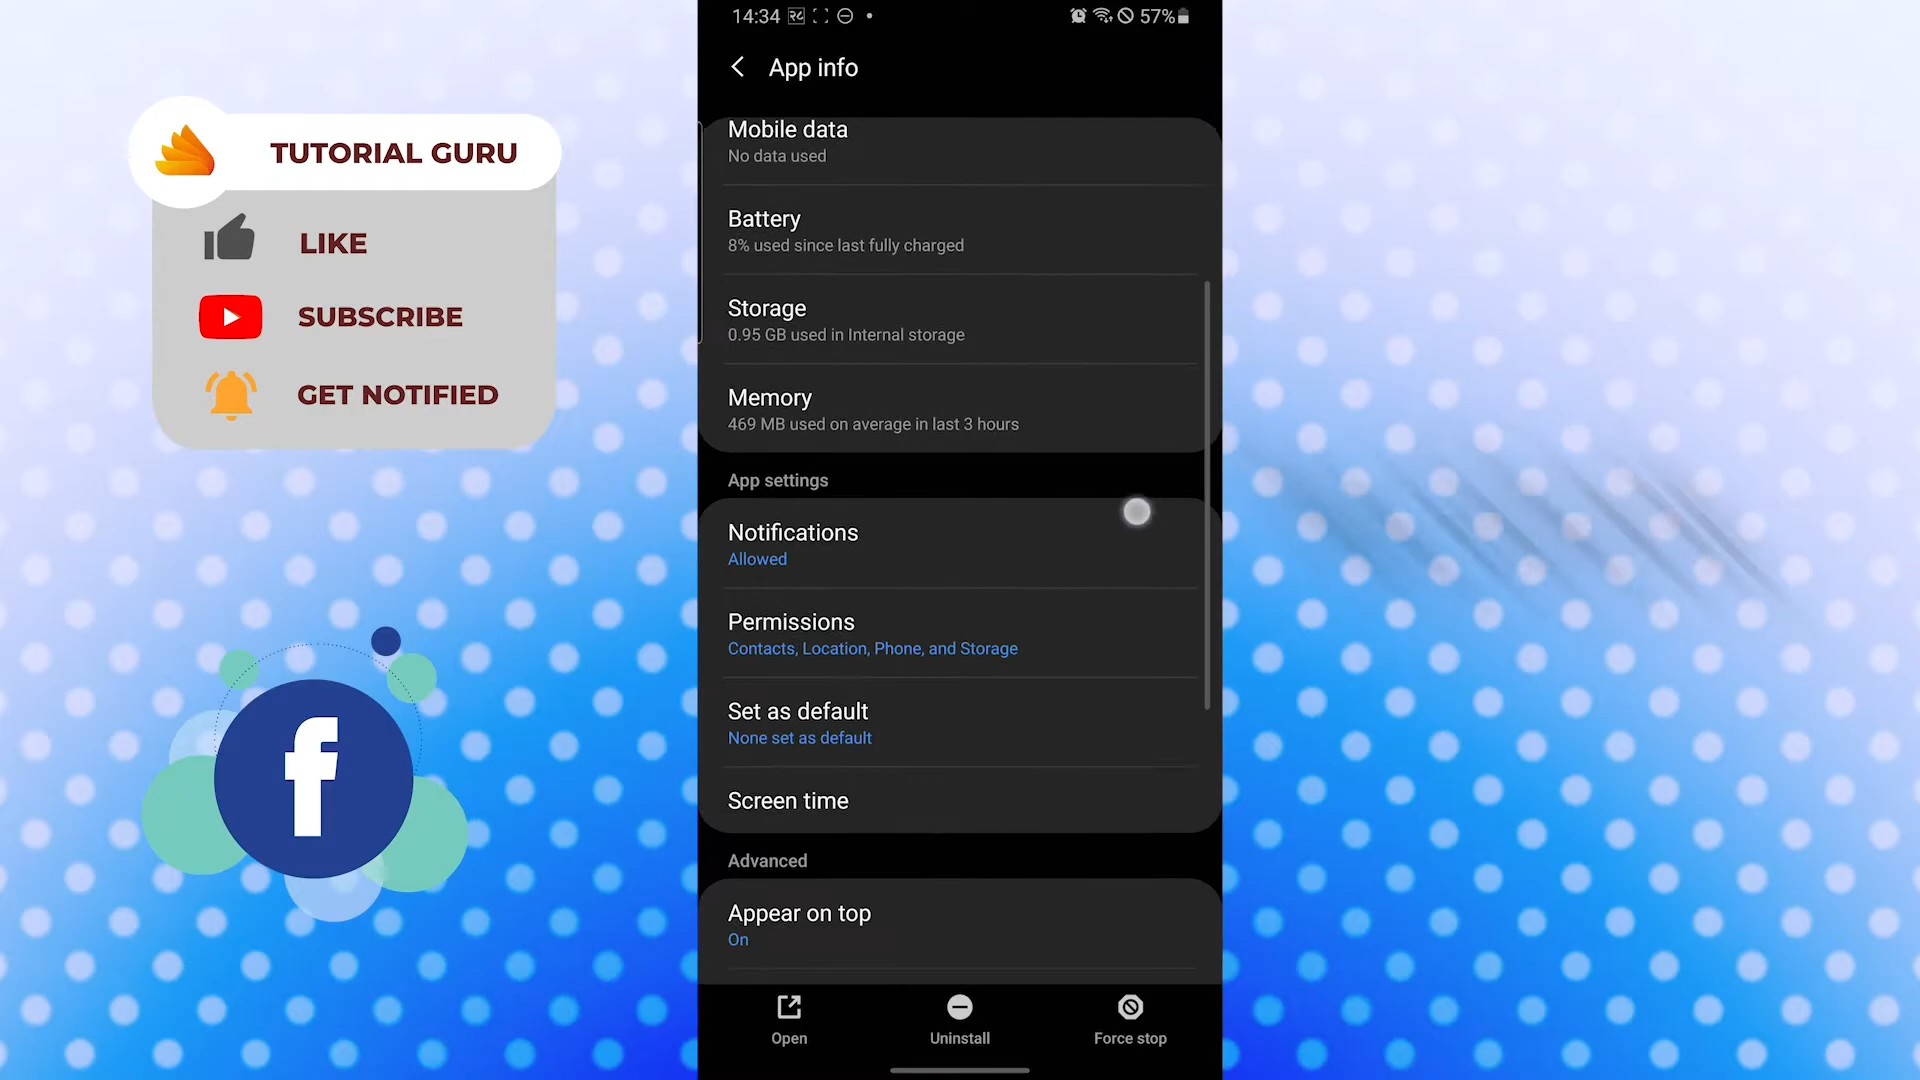 TUTORIAL GURU
LIKE
SUBSCRIBE
GET NOTIFIED
f
14:34
57%
App info
Mobile data
No data used
Battery
8% used since last fully charged
Storage
0.95 GB used in Internal storage
Memory
469 MB used on average in last 3 hours
App settings
Notifications
Allowed
Permissions
Contacts, Location, Phone, and Storage
Set as default
None set as default
Screen time
Advanced
Appear on top
On
Open
Uninstall
Force stop